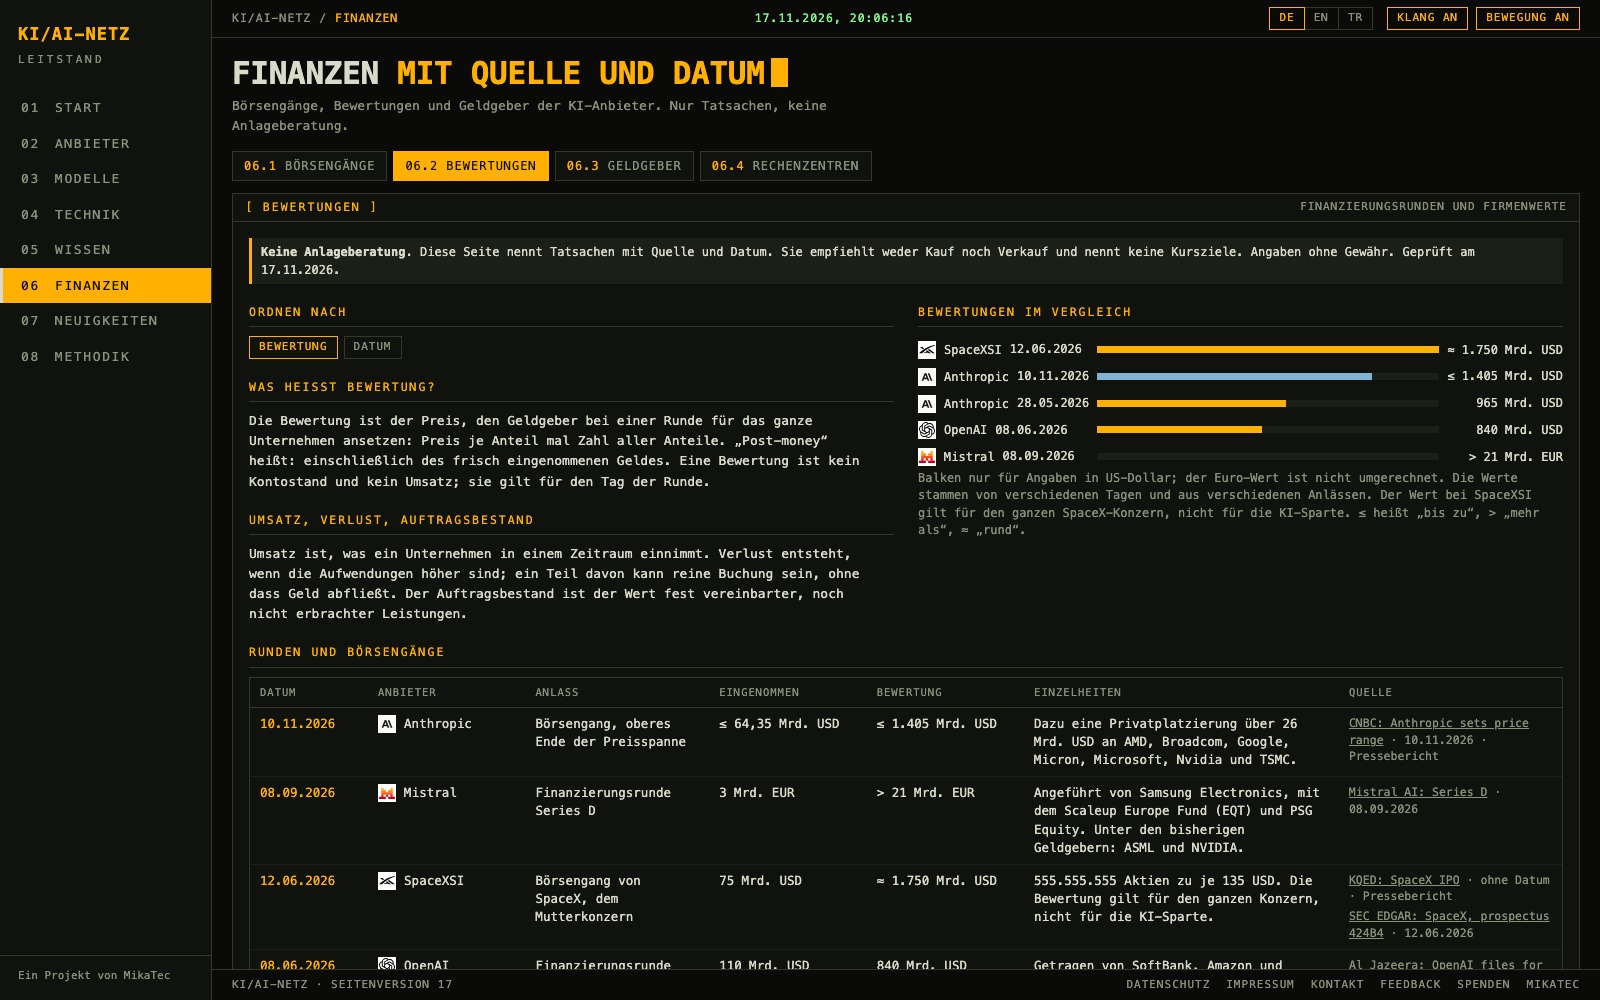 KI/AI-NETZ
LEITSTAND
01 START
02 ANBIETER
03 MODELLE
04 TECHNIK
05 WISSEN
06 FINANZEN
07 NEUIGKEITEN
08 METHODIK
Ein Projekt von MikaTec
KI/AI-NETZ / FINANZEN
17.11.2026, 20:06:16
DE EN TR KLANG AN BEWEGUNG AN
FINANZEN MIT QUELLE UND DATUM
Börsengänge, Bewertungen und Geldgeber der KI-Anbieter. Nur Tatsachen, keine
Anlageberatung.
06.1 BÖRSENGÄNGE 06.2 BEWERTUNGEN 06.3 GELDGEBER 06.4 RECHENZENTREN
[ BEWERTUNGEN ]
FINANZIERUNGSRUNDEN UND FIRMENWERTE
Keine Anlageberatung. Diese Seite nennt Tatsachen mit Quelle und Datum. Sie empfiehlt weder Kauf noch Verkauf und nennt keine Kursziele. Angaben ohne Gewähr. Geprüft am
17.11.2026.
ORDNEN NACH
BEWERTUNG DATUM
WAS HEISST BEWERTUNG?
Die Bewertung ist der Preis, den Geldgeber bei einer Runde für das ganze
Unternehmen ansetzen: Preis je Anteil mal Zahl aller Anteile. „Post-money“
heißt: einschließlich des frisch eingenommenen Geldes. Eine Bewertung ist kein
Kontostand und kein Umsatz; sie gilt für den Tag der Runde.
UMSATZ, VERLUST, AUFTRAGSBESTAND
Umsatz ist, was ein Unternehmen in einem Zeitraum einnimmt. Verlust entsteht,
wenn die Aufwendungen höher sind; ein Teil davon kann reine Buchung sein, ohne
dass Geld abfließt. Der Auftragsbestand ist der Wert fest vereinbarter, noch
nicht erbrachter Leistungen.
BEWERTUNGEN IM VERGLEICH
SpaceXSI 12.06.2026 ≈ 1.750 Mrd. USD
Anthropic 10.11.2026 ≤ 1.405 Mrd. USD
Anthropic 28.05.2026 965 Mrd. USD
OpenAI 08.06.2026 840 Mrd. USD
Mistral 08.09.2026 > 21 Mrd. EUR
Balken nur für Angaben in US-Dollar; der Euro-Wert ist nicht umgerechnet. Die Werte
stammen von verschiedenen Tagen und aus verschiedenen Anlässen. Der Wert bei SpaceXSI
gilt für den ganzen SpaceX-Konzern, nicht für die KI-Sparte. ≤ heißt „bis zu“, > „mehr
als“, ≈ „rund“.
RUNDEN UND BÖRSENGÄNGE
DATUM ANBIETER ANLASS EINGENOMMEN BEWERTUNG EINZELHEITEN QUELLE
10.11.2026 Anthropic Börsengang, oberes ≤ 64,35 Mrd. USD ≤ 1.405 Mrd. USD Dazu eine Privatplatzierung über 26 CNBC: Anthropic sets price
Ende der Preisspanne Mrd. USD an AMD, Broadcom, Google, range · 10.11.2026 ·
Micron, Microsoft, Nvidia und TSMC. Pressebericht
08.09.2026 Mistral Finanzierungsrunde 3 Mrd. EUR > 21 Mrd. EUR Angeführt von Samsung Electronics, mit Mistral AI: Series D ·
Series D dem Scaleup Europe Fund (EQT) und PSG 08.09.2026
Equity. Unter den bisherigen
Geldgebern: ASML und NVIDIA.
12.06.2026 SpaceXSI Börsengang von 75 Mrd. USD ≈ 1.750 Mrd. USD 555.555.555 Aktien zu je 135 USD. Die KQED: SpaceX IPO · ohne Datum
SpaceX, dem Bewertung gilt für den ganzen Konzern, · Pressebericht
Mutterkonzern nicht für die KI-Sparte. SEC EDGAR: SpaceX, prospectus
424B4 · 12.06.2026
08.06.2026 OpenAI Finanzierungsrunde 110 Mrd. USD 840 Mrd. USD Getragen von SoftBank, Amazon und Al Jazeera: OpenAI files for
KI/AI-NETZ · SEITENVERSION 17
DATENSCHUTZ IMPRESSUM KONTAKT FEEDBACK SPENDEN MIKATEC